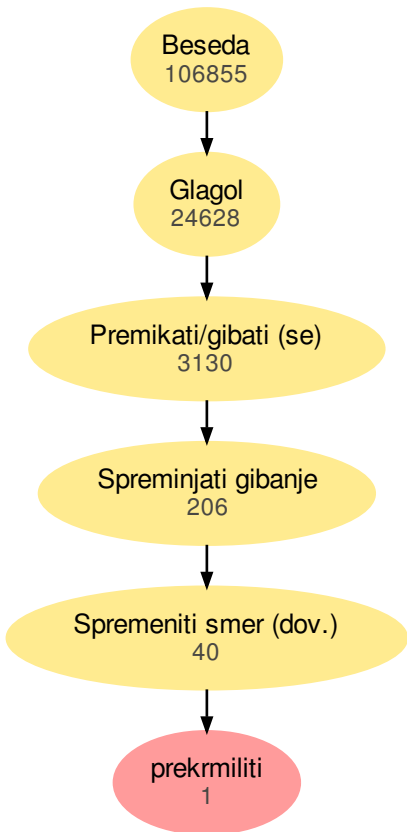 Beseda
106855
Glagol
24628
Premikati/gibati (se)
3130
Spreminjati gibanje
206
Spremeniti smer (dov.)
40
prekrmiliti
1